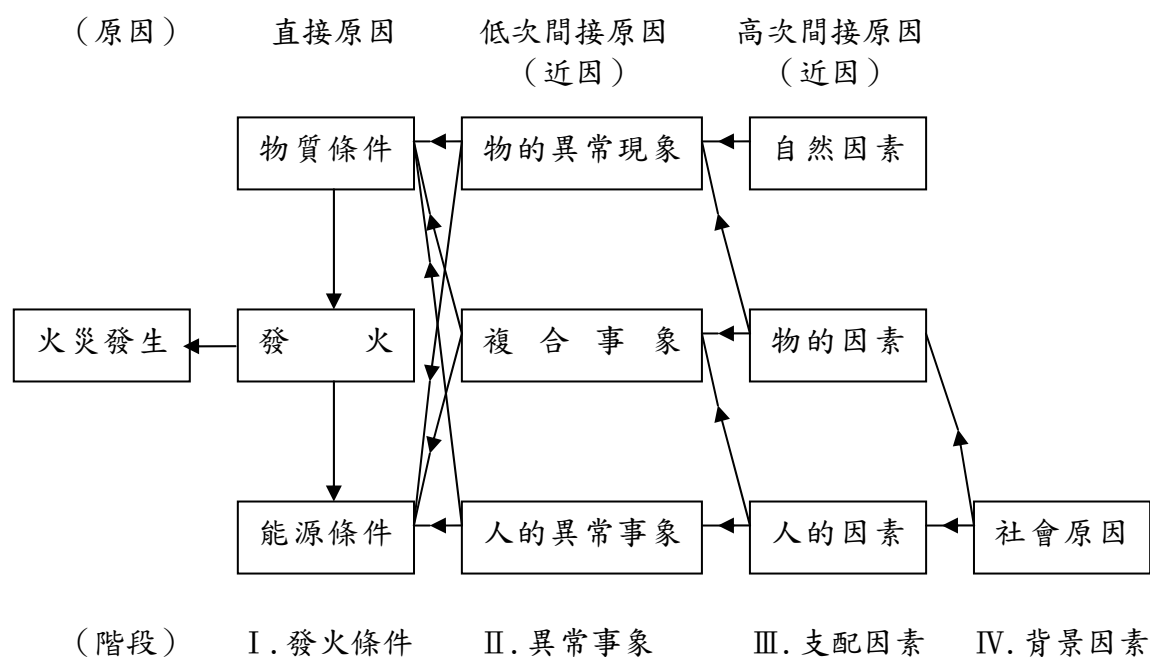 （原因） 直接原因 低次間接原因 高次間接原因
（近因） （近因）
物質條件 物的異常現象 自然因素
火災發生 發火 複合事象 物的因素
能源條件 人的異常事象 人的因素 社會原因
（階段） Ⅰ.發火條件 Ⅱ.異常事象 Ⅲ.支配因素 Ⅳ.背景因素